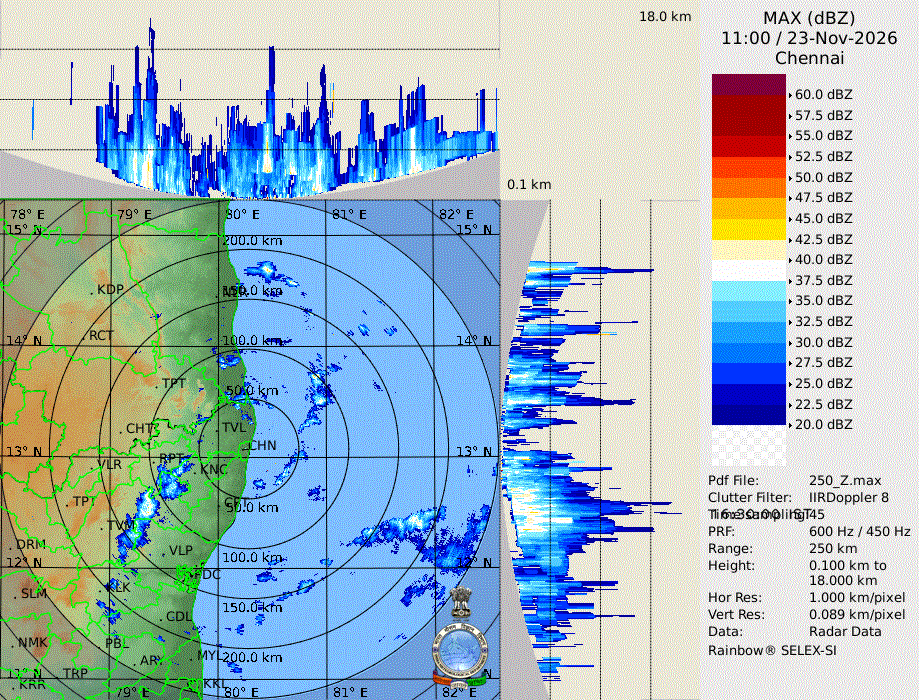 18.0 km
0.1 km
MAX (dBZ)
11:00 / 23-Nov-2026
Chennai
60.0 dBZ
57.5 dBZ
55.0 dBZ
52.5 dBZ
50.0 dBZ
47.5 dBZ
45.0 dBZ
42.5 dBZ
40.0 dBZ
37.5 dBZ
35.0 dBZ
32.5 dBZ
30.0 dBZ
27.5 dBZ
25.0 dBZ
22.5 dBZ
20.0 dBZ
Pdf File: 250_Z.max
Clutter Filter: IIRDoppler 8
PRF: 600 Hz / 450 Hz
Range: 250 km
Height: 0.100 km to
18.000 km
Hor Res: 1.000 km/pixel
Vert Res: 0.089 km/pixel
Data: Radar Data
Rainbow® SELEX-SI
78° E 79° E 80° E 81° E 82° E
15° N 15° N
200.0 km
KDP 150.0 km
RCT 100.0 km
14° N 14° N
TPT 50.0 km
CHT TVL
CHN
13° N 13° N
VLR RPT KNC
TPT 50.0 km
TVM
DRM VLP 100.0 km
12° N 12° N
PDC
SLM KLK 150.0 km
CDL
NMK PBL
MYL 200.0 km
TRP AR
KRR KKL
79° E 80° E 81° E 82° E